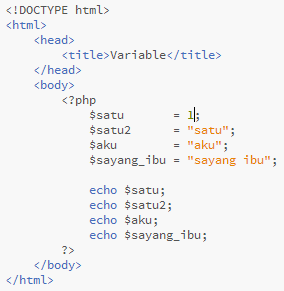 <!DOCTYPE html>
<html>
    <head>
        <title>Variable</title>
    </head>
    <body>
        <?php
            $satu       = 1;
            $satu2      = "satu";
            $aku        = "aku";
            $sayang_ibu = "sayang ibu";

            echo $satu;
            echo $satu2;
            echo $aku;
            echo $sayang_ibu;
        ?>
    </body>
</html>